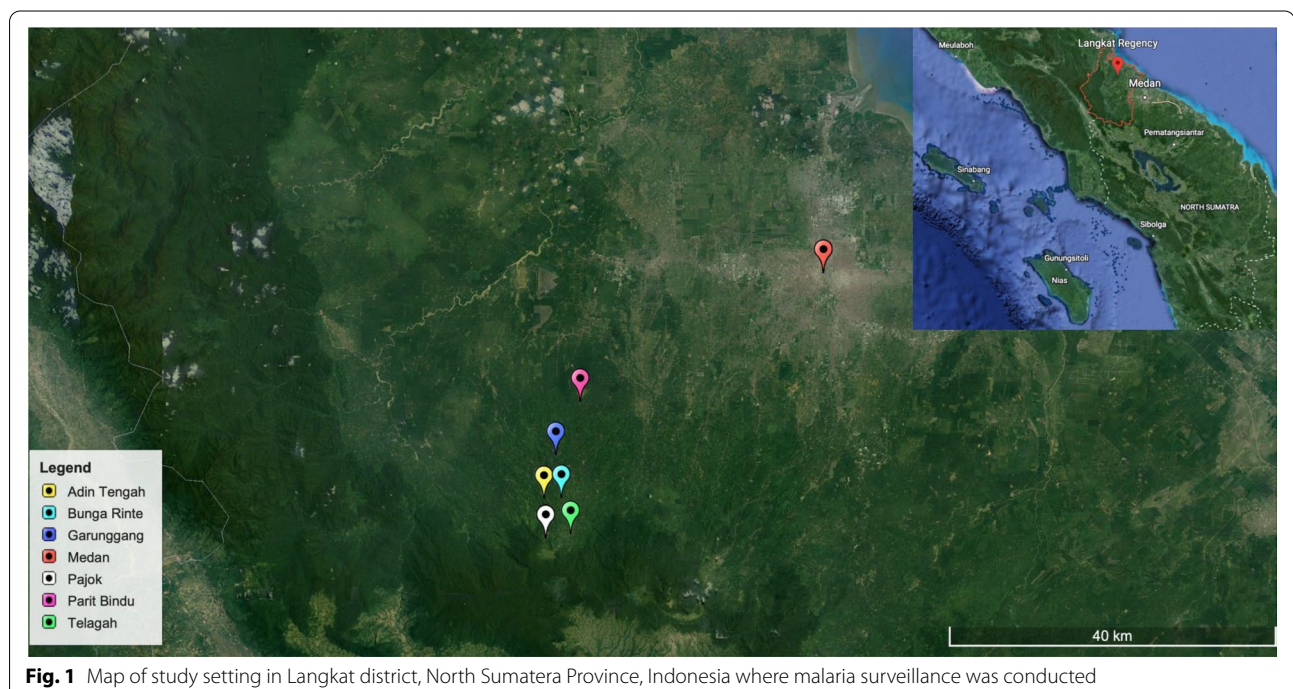 Meulaboh
Langkat Regency
Medan
Pematangsiantar
Sinabang
NORTH SUMATRA
Sibolga
Gunungsitoli
Nias
Legend
Adin Tengah
Bunga Rinte
Garunggang
Medan
Pajok
Parit Bindu
Telagah
40 km
Fig. 1 Map of study setting in Langkat district, North Sumatera Province, Indonesia where malaria surveillance was conducted